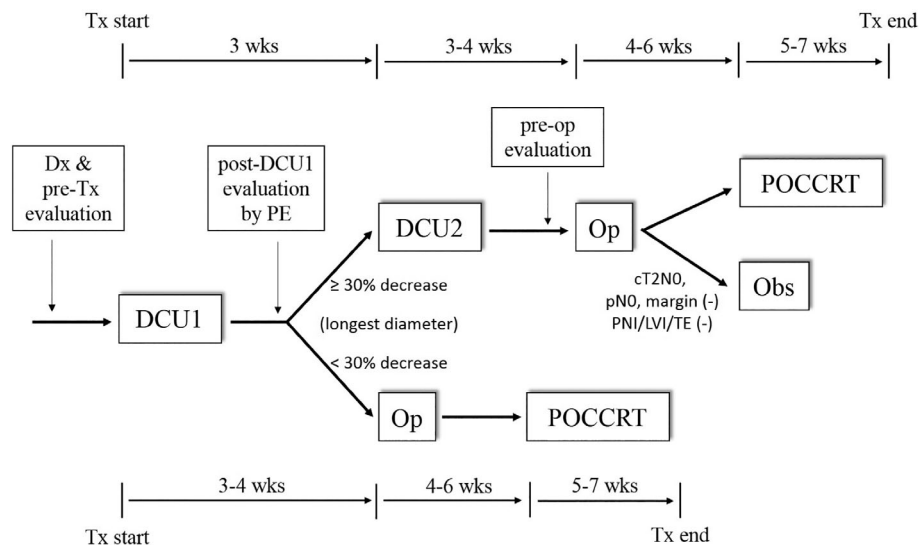 Tx start
Tx end
3 wks
3-4 wks
4-6 wks
5-7 wks
Dx &
pre-Tx
evaluation
post-DCU1
evaluation
by PE
pre-op
evaluation
DCU1
DCU2
Op
POCCRT
Obs
cT2N0,
pN0, margin (-)
PNI/LVI/TE (-)
≥ 30% decrease
(longest diameter)
< 30% decrease
Op
POCCRT
3-4 wks
4-6 wks
5-7 wks
Tx start
Tx end